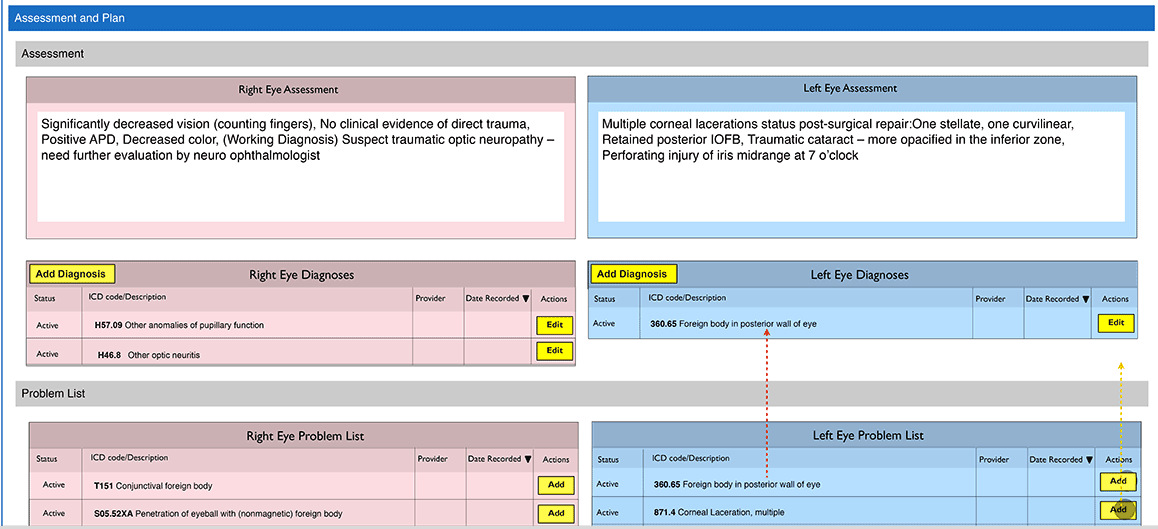 Assessment and Plan
Assessment
Right Eye Assessment
Significantly decreased vision (counting fingers), No clinical evidence of direct trauma,
Positive APD, Decreased color, (Working Diagnosis) Suspect traumatic optic neuropathy –
need further evaluation by neuro ophthalmologist
Left Eye Assessment
Multiple corneal lacerations status post-surgical repair:One stellate, one curvilinear,
Retained posterior IOFB, Traumatic cataract – more opacified in the inferior zone,
Perforating injury of iris midrange at 7 o'clock
Add Diagnosis Right Eye Diagnoses
Status ICD code/Description Provider Date Recorded ▼ Actions
Active H57.09 Other anomalies of pupillary function Edit
Active H46.8 Other optic neuritis Edit
Add Diagnosis Left Eye Diagnoses
Status ICD code/Description Provider Date Recorded ▼ Actions
Active 360.65 Foreign body in posterior wall of eye Edit
Problem List
Right Eye Problem List
Status ICD code/Description Provider Date Recorded ▼ Actions
Active T151 Conjunctival foreign body Add
Active S05.52XA Penetration of eyeball with (nonmagnetic) foreign body Add
Left Eye Problem List
Status ICD code/Description Provider Date Recorded ▼ Actions
Active 360.65 Foreign body in posterior wall of eye Add
Active 871.4 Corneal Laceration, multiple Add